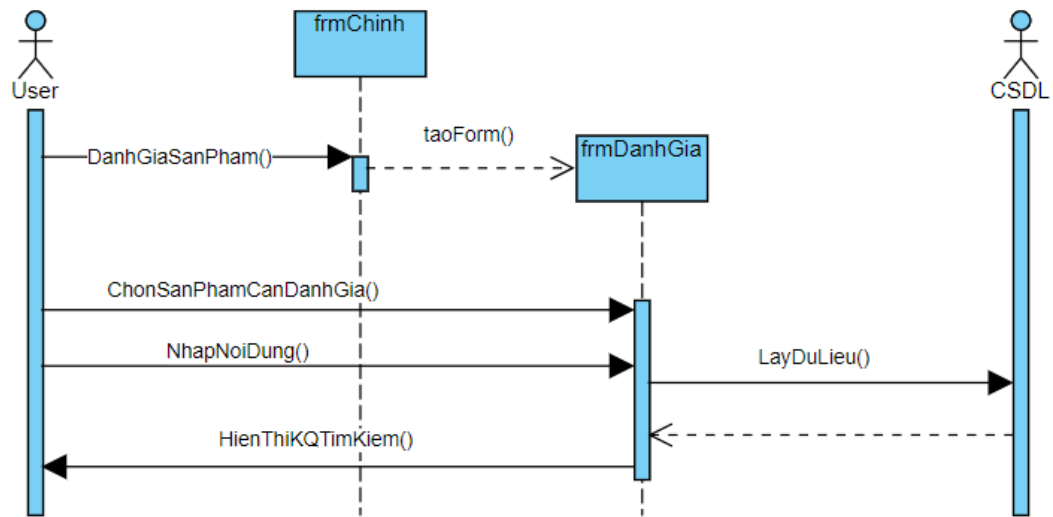 frmChinh
User
CSDL
DanhGiaSanPham()
taoForm()
frmDanhGia
ChonSanPhamCanDanhGia()
NhapNoiDung()
LayDuLieu()
HienThiKQTimKiem()